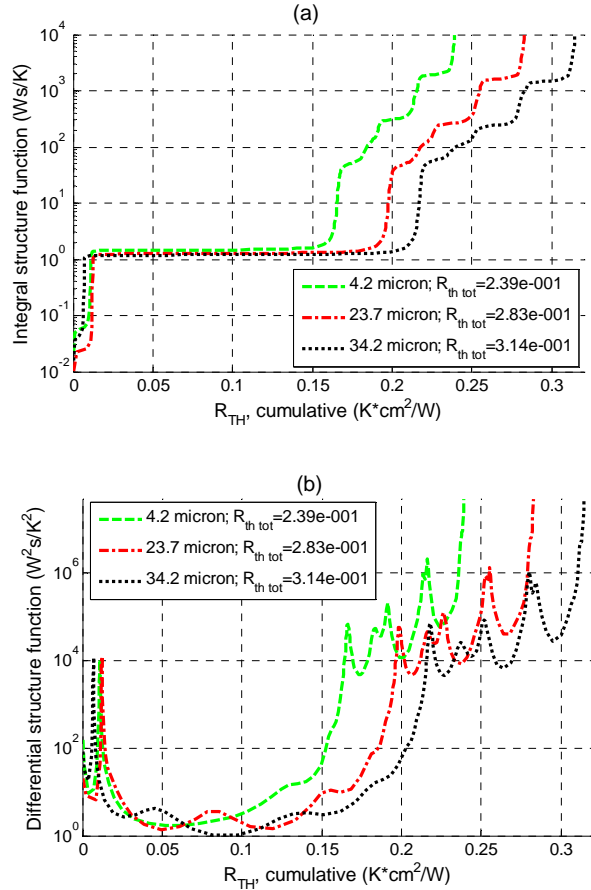 (a)
Integral structure function (Ws/K)
10^4
10^3
10^2
10^1
10^0
10^-1
10^-2
0 0.05 0.1 0.15 0.2 0.25 0.3
R_TH, cumulative (K*cm^2/W)
4.2 micron; R_th tot=2.39e-001
23.7 micron; R_th tot=2.83e-001
34.2 micron; R_th tot=3.14e-001
(b)
Differential structure function (W^2s/K^2)
10^6
10^4
10^2
10^0
0 0.05 0.1 0.15 0.2 0.25 0.3
R_TH, cumulative (K*cm^2/W)
4.2 micron; R_th tot=2.39e-001
23.7 micron; R_th tot=2.83e-001
34.2 micron; R_th tot=3.14e-001